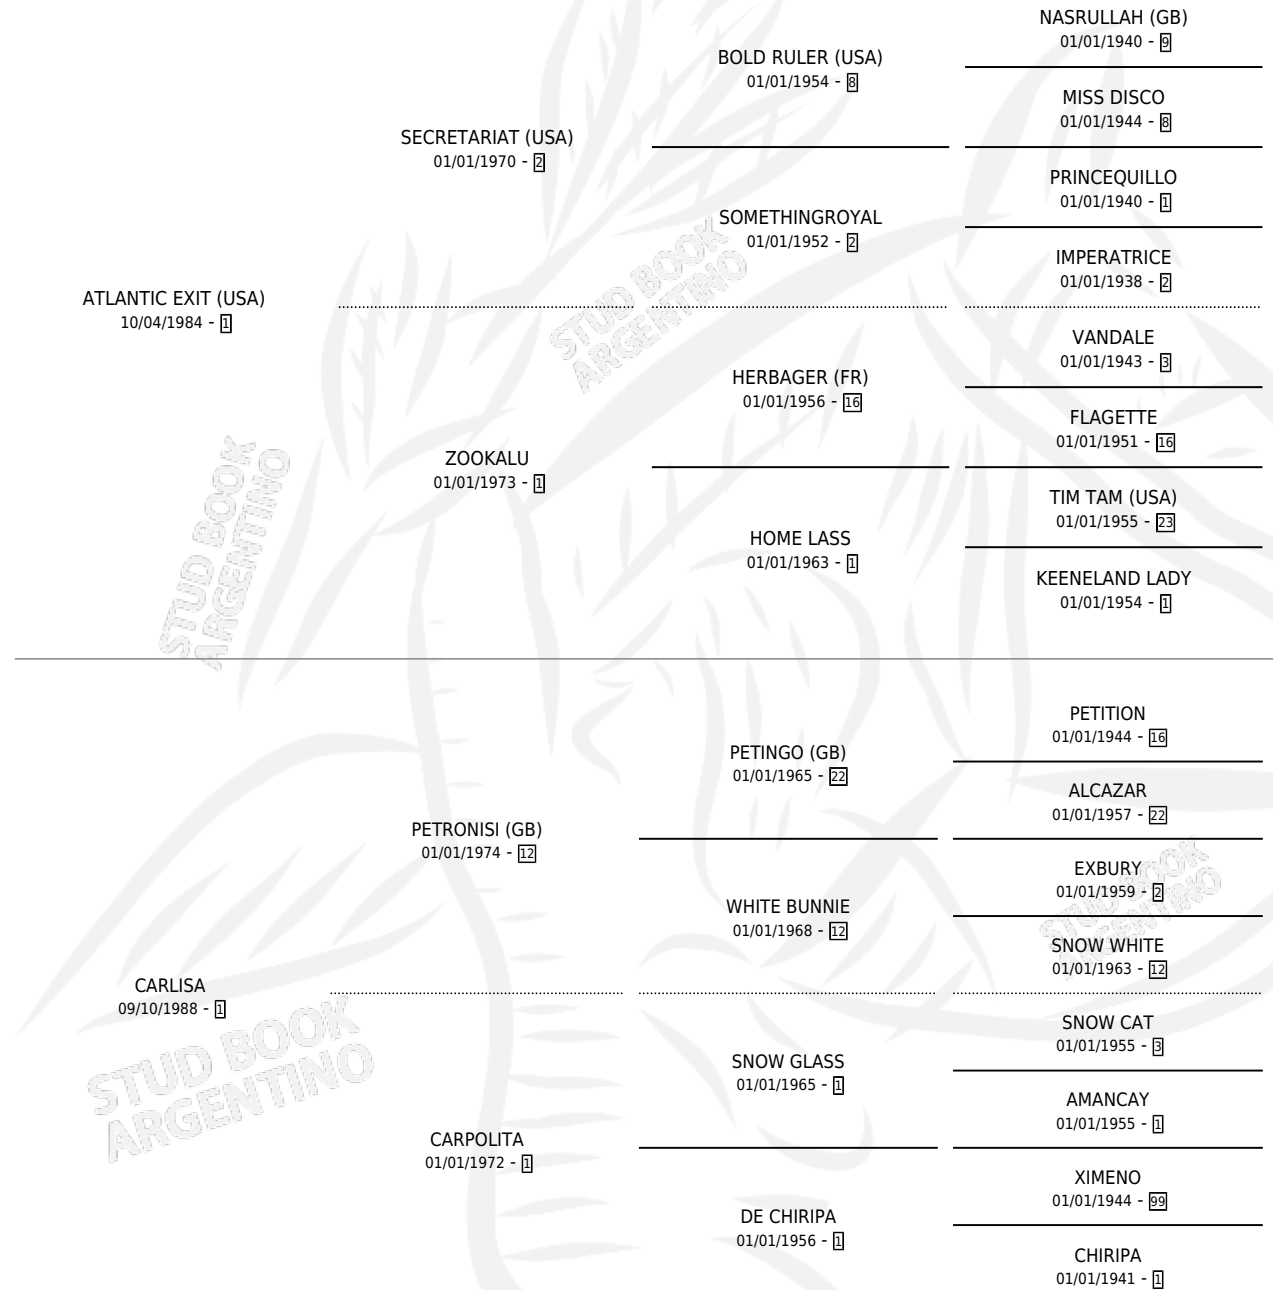 NASRULLAH (GB)
01/01/1940 - 9
BOLD RULER (USA)
01/01/1954 - 8
MISS DISCO
01/01/1944 - 8
SECRETARIAT (USA)
01/01/1970 - 2
PRINCEQUILLO
01/01/1940 - 1
SOMETHINGROYAL
01/01/1952 - 2
IMPERATRICE
01/01/1938 - 2
ATLANTIC EXIT (USA)
10/04/1984 - 1
VANDALE
01/01/1943 - 3
HERBAGER (FR)
01/01/1956 - 16
FLAGETTE
01/01/1951 - 16
ZOOKALU
01/01/1973 - 1
TIM TAM (USA)
01/01/1955 - 23
HOME LASS
01/01/1963 - 1
KEENELAND LADY
01/01/1954 - 1
PETITION
01/01/1944 - 16
PETINGO (GB)
01/01/1965 - 22
ALCAZAR
01/01/1957 - 22
PETRONISI (GB)
01/01/1974 - 12
EXBURY
01/01/1959 - 2
WHITE BUNNIE
01/01/1968 - 12
SNOW WHITE
01/01/1963 - 12
CARLISA
09/10/1988 - 1
SNOW CAT
01/01/1955 - 3
SNOW GLASS
01/01/1965 - 1
AMANCAY
01/01/1955 - 1
CARPOLITA
01/01/1972 - 1
XIMENO
01/01/1944 - 99
DE CHIRIPA
01/01/1956 - 1
CHIRIPA
01/01/1941 - 1
STUD BOOK
ARGENTINO
STUD BOOK
ARGENTINO
STUD BOOK
ARGENTINO
STUD BOOK
ARGENTINO